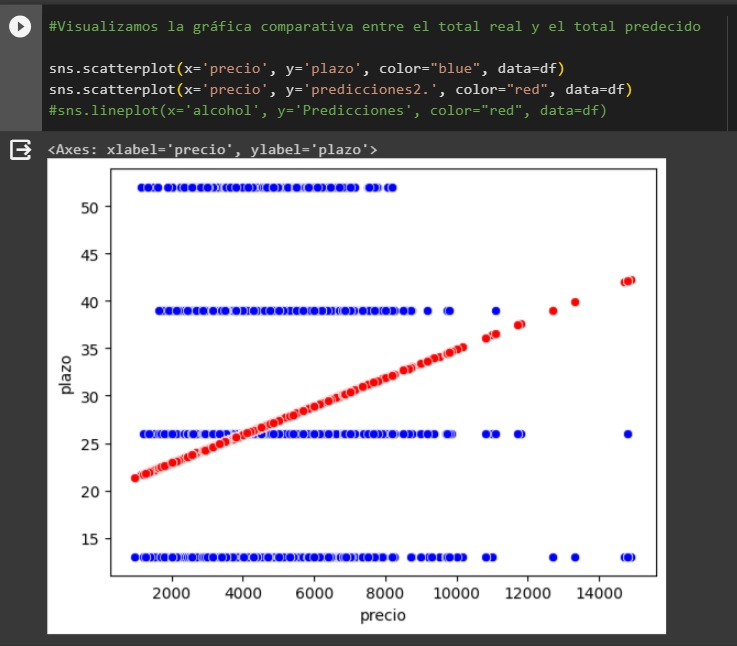 #Visualizamos la gráfica comparativa entre el total real y el total predecido
sns.scatterplot(x='precio', y='plazo', color="blue", data=df)
sns.scatterplot(x='precio', y='predicciones2.', color="red", data=df)
#sns.lineplot(x='alcohol', y='Predicciones', color="red", data=df)
<Axes: xlabel='precio', ylabel='plazo'>
50
45
40
35
30
25
20
15
plazo
2000 4000 6000 8000 10000 12000 14000
precio